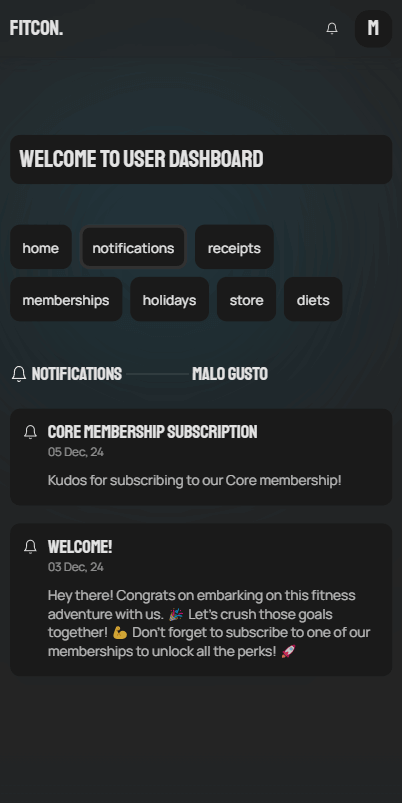 FITCON.
M
WELCOME TO USER DASHBOARD
home
notifications
receipts
memberships
holidays
store
diets
NOTIFICATIONS
MALO GUSTO
CORE MEMBERSHIP SUBSCRIPTION
05 Dec, 24
Kudos for subscribing to our Core membership!
WELCOME!
03 Dec, 24
Hey there! Congrats on embarking on this fitness
adventure with us. 🎉 Let's crush those goals
together! 💪 Don't forget to subscribe to one of our
memberships to unlock all the perks! 🚀